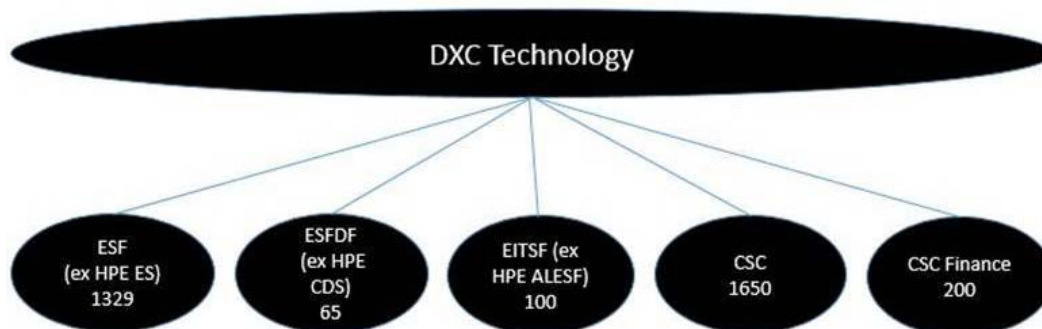 DXC Technology
ESF
(ex HPE ES)
1329
ESFDF
(ex HPE
CDS)
65
EITSF (ex
HPE ALESF)
100
CSC
1650
CSC Finance
200